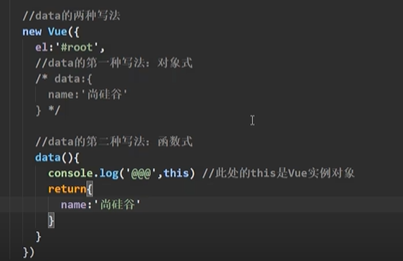 //data的两种写法
new Vue({
el:'#root',
//data的第一种写法：对象式
/* data:{
name:'尚硅谷'
} */
//data的第二种写法：函数式
data(){
console.log('@@@',this) //此处的this是Vue实例对象
return{
name:'尚硅谷'
}
}
})